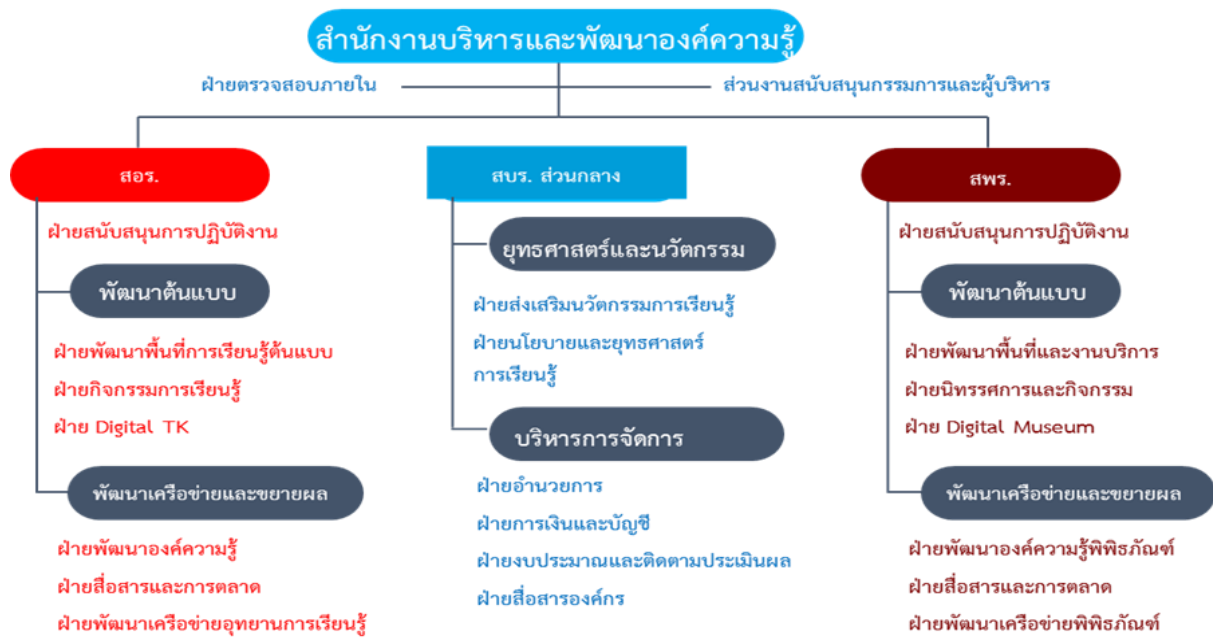 สำนักงานบริหารและพัฒนาองค์ความรู้
ฝ่ายตรวจสอบภายใน
ส่วนงานสนับสนุนกรรมการและผู้บริหาร
สอร.
ฝ่ายสนับสนุนการปฏิบัติงาน
พัฒนาต้นแบบ
ฝ่ายพัฒนาพื้นที่การเรียนรู้ต้นแบบ
ฝ่ายกิจกรรมการเรียนรู้
ฝ่าย Digital TK
พัฒนาเครือข่ายและขยายผล
ฝ่ายพัฒนาองค์ความรู้
ฝ่ายสื่อสารและการตลาด
ฝ่ายพัฒนาเครือข่ายอุทยานการเรียนรู้
สบร. ส่วนกลาง
ยุทธศาสตร์และนวัตกรรม
ฝ่ายส่งเสริมนวัตกรรมการเรียนรู้
ฝ่ายนโยบายและยุทธศาสตร์
การเรียนรู้
บริหารการจัดการ
ฝ่ายอำนวยการ
ฝ่ายการเงินและบัญชี
ฝ่ายงบประมาณและติดตามประเมินผล
ฝ่ายสื่อสารองค์กร
สพร.
ฝ่ายสนับสนุนการปฏิบัติงาน
พัฒนาต้นแบบ
ฝ่ายพัฒนาพื้นที่และงานบริการ
ฝ่ายนิทรรศการและกิจกรรม
ฝ่าย Digital Museum
พัฒนาเครือข่ายและขยายผล
ฝ่ายพัฒนาองค์ความรู้พิพิธภัณฑ์
ฝ่ายสื่อสารและการตลาด
ฝ่ายพัฒนาเครือข่ายพิพิธภัณฑ์